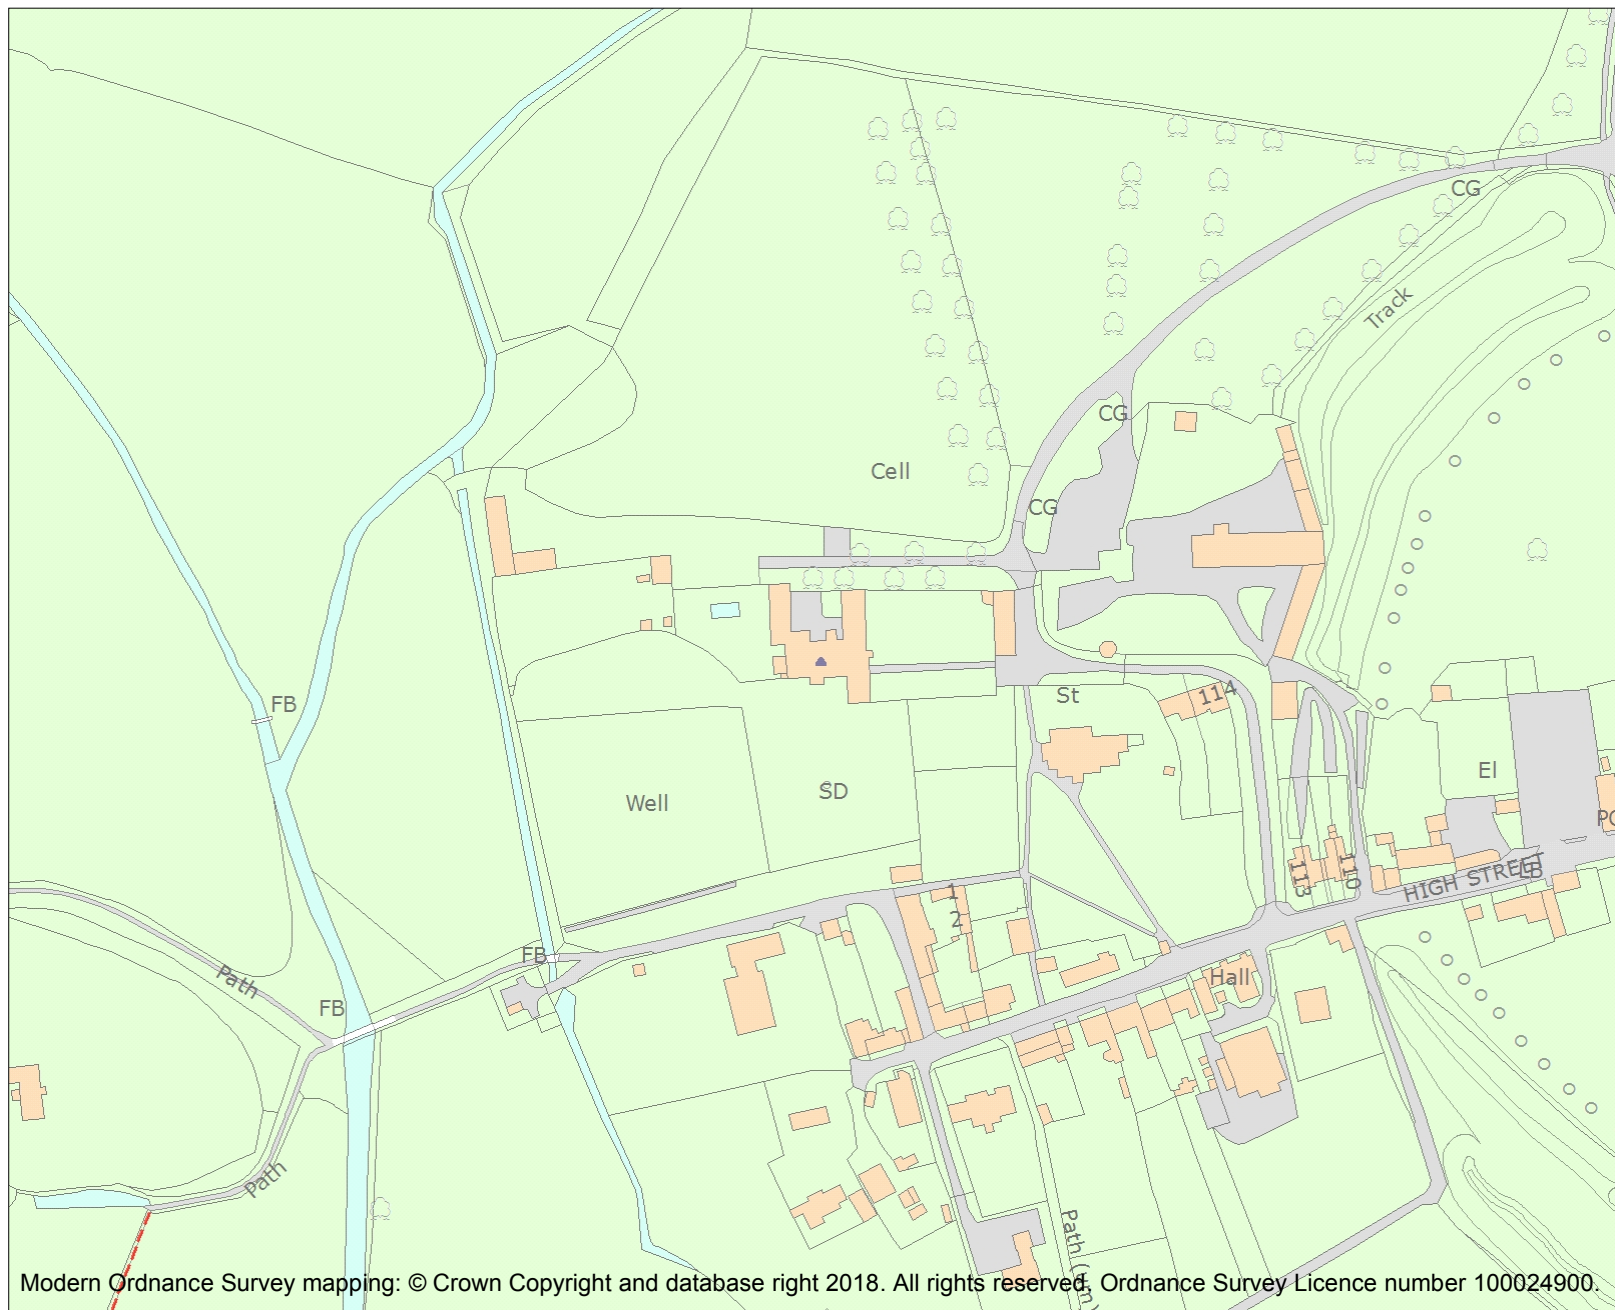 CG
Track
CG
Cell
CG
FB
114
St
El
Well
SD
113
110
HIGH STREET
LB
1
2
FB
Path
Hall
FB
Path
Path (um)
Modern Ordnance Survey mapping: © Crown Copyright and database right 2018. All rights reserved. Ordnance Survey Licence number 100024900.